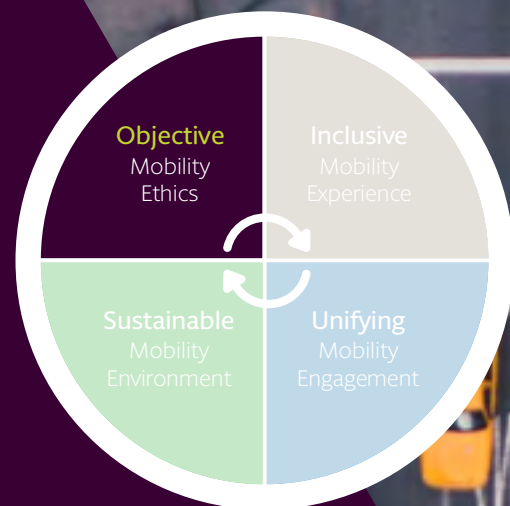 Objective
Mobility
Ethics
Inclusive
Mobility
Experience
Sustainable
Mobility
Environment
Unifying
Mobility
Engagement